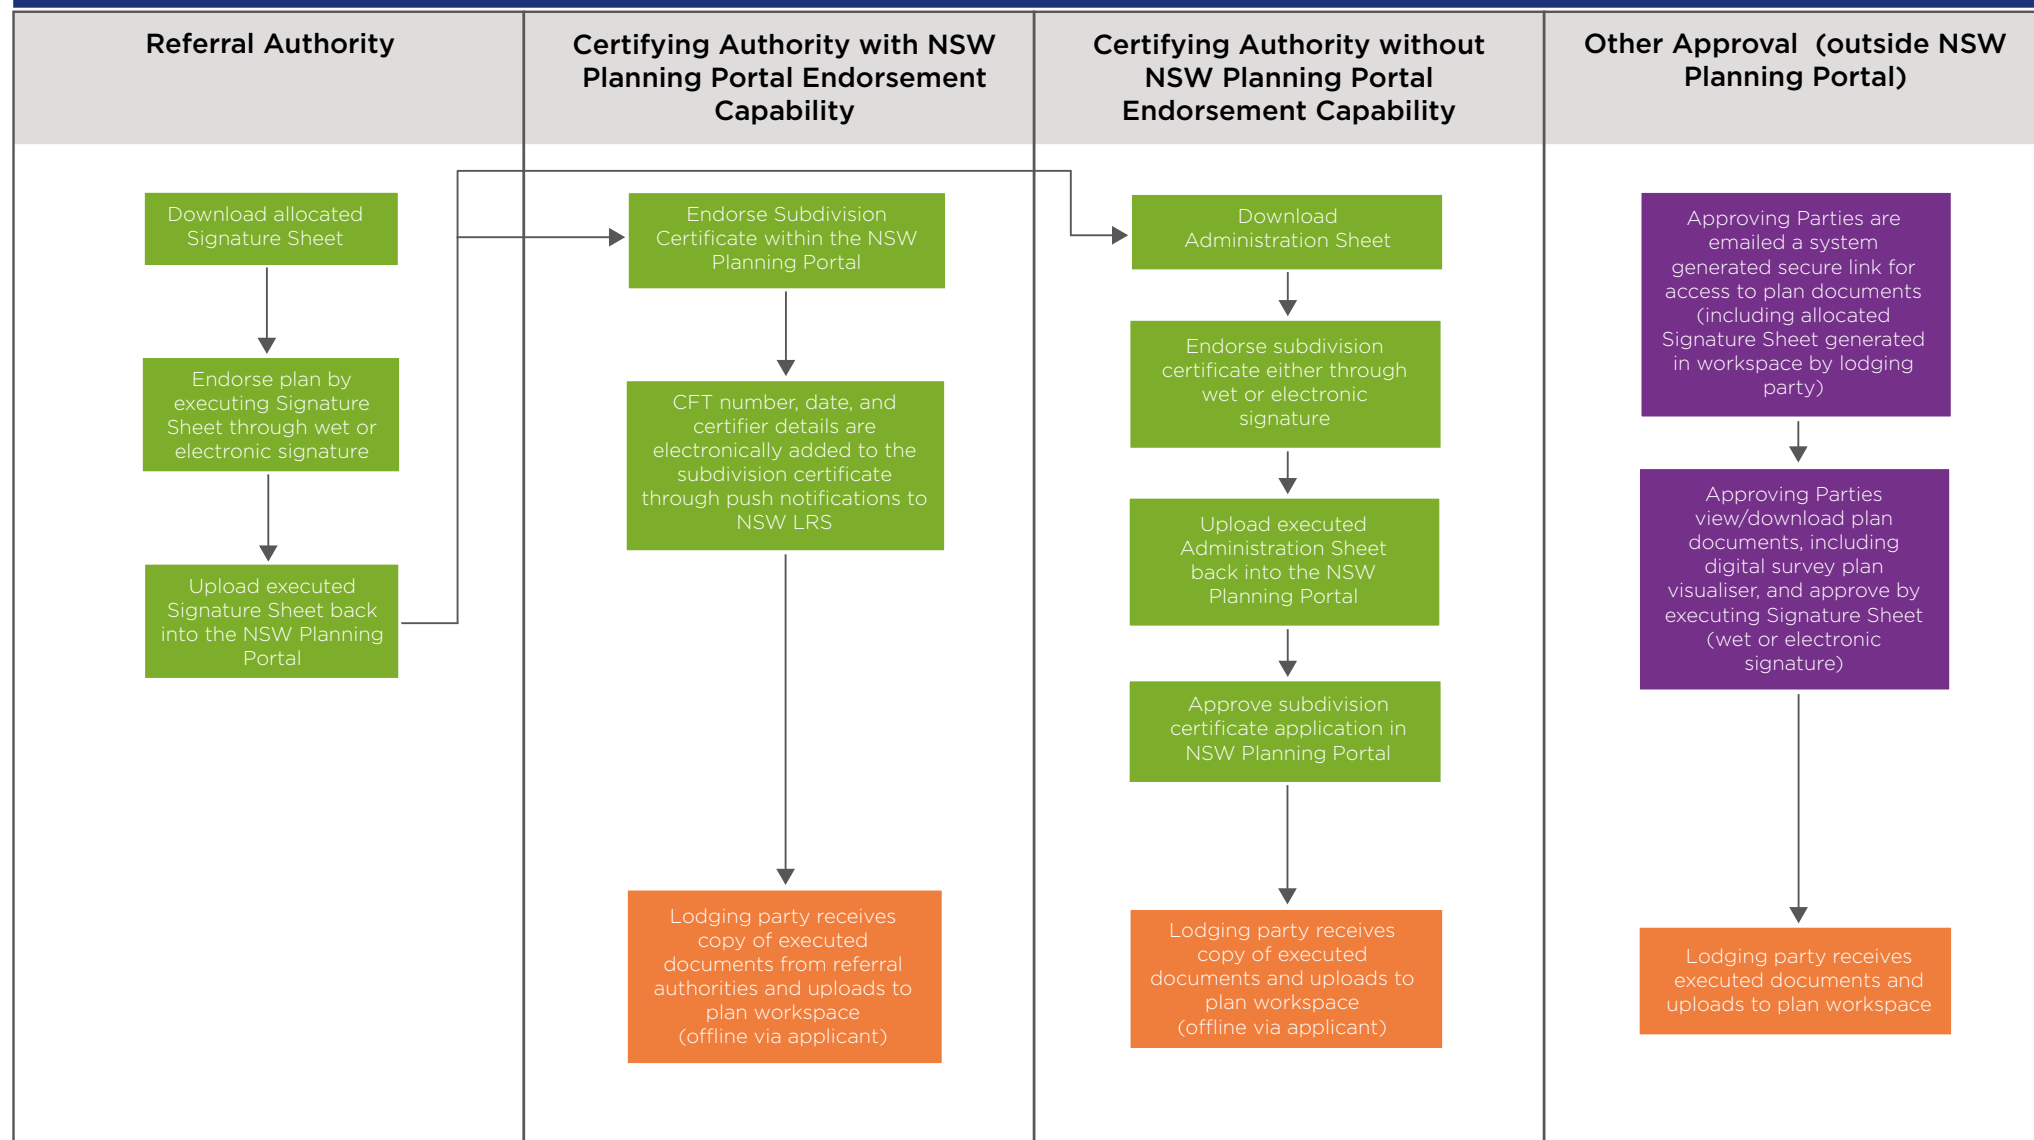 Referral Authority
Certifying Authority with NSW
Planning Portal Endorsement
Capability
Certifying Authority without
NSW Planning Portal
Endorsement Capability
Other Approval (outside NSW
Planning Portal)
Download allocated
Signature Sheet
Endorse plan by
executing Signature
Sheet through wet or
electronic signature
Upload executed
Signature Sheet back
into the NSW Planning
Portal
Endorse Subdivision
Certificate within the NSW
Planning Portal
CFT number, date, and
certifier details are
electronically added to the
subdivision certificate
through push notifications to
NSW LRS
Lodging party receives
copy of executed
documents from referral
authorities and uploads to
plan workspace
(offline via applicant)
Download
Administration Sheet
Endorse subdivision
certificate either through
wet or electronic
signature
Upload executed
Administration Sheet
back into the NSW
Planning Portal
Approve subdivision
certificate application in
NSW Planning Portal
Lodging party receives
copy of executed
documents and uploads to
plan workspace
(offline via applicant)
Approving Parties are
emailed a system
generated secure link for
access to plan documents
(including allocated
Signature Sheet generated
in workspace by lodging
party)
Approving Parties
view/download plan
documents, including
digital survey plan
visualiser, and approve by
executing Signature Sheet
(wet or electronic
signature)
Lodging party receives
executed documents and
uploads to plan workspace